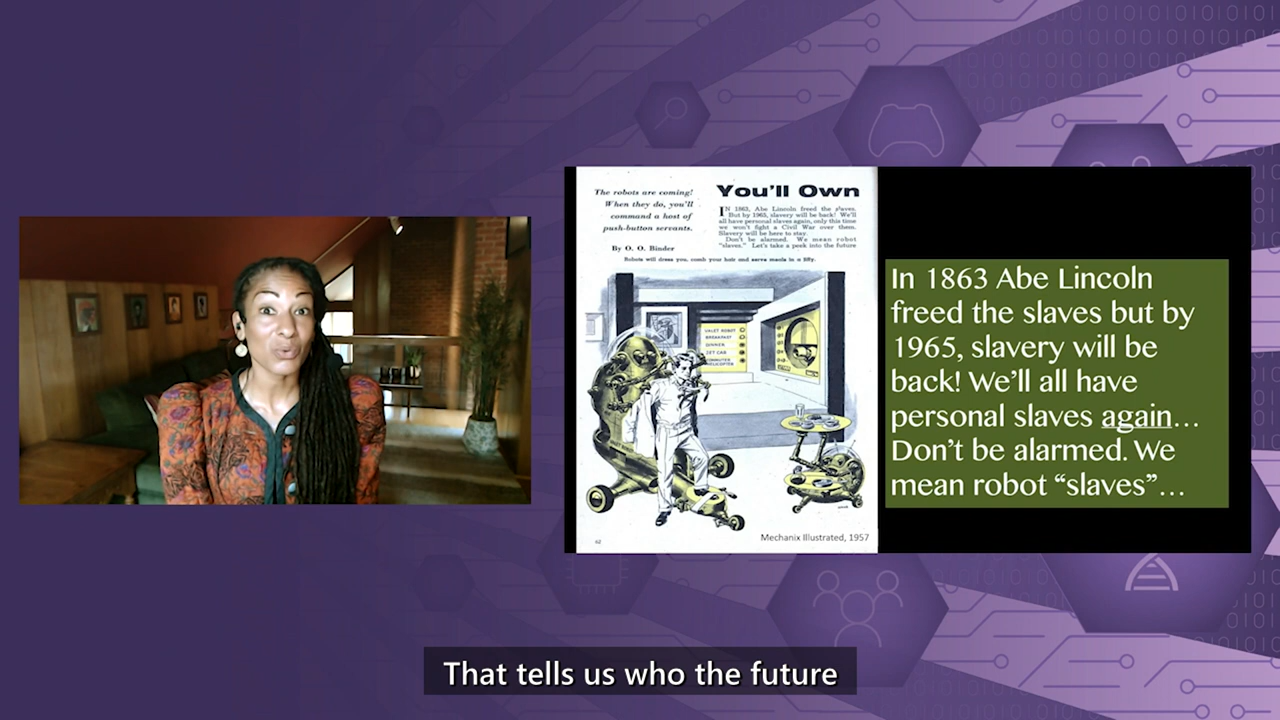 The robots are coming!
When they do, you'll
command a host of
push-button servants.
By O. O. Binder
You'll Own
IN 1863, Abe Lincoln freed the slaves.
But by 1965, slavery will be back! We'll
all have personal slaves again, only this time
we won't fight a Civil War over them.
Slavery will be here to stay.
Don't be alarmed. We mean robot
"slaves." Let's take a peek into the future
Robots will dress you, comb your hair and serve meals in a jiffy.
VALET ROBOT
BREAKFAST
DINNER
JET CAB
COMMUTER
HELICOPTER
62
Mechanix Illustrated, 1957
In 1863 Abe Lincoln
freed the slaves but by
1965, slavery will be
back! We'll all have
personal slaves again…
Don't be alarmed. We
mean robot "slaves"…
That tells us who the future